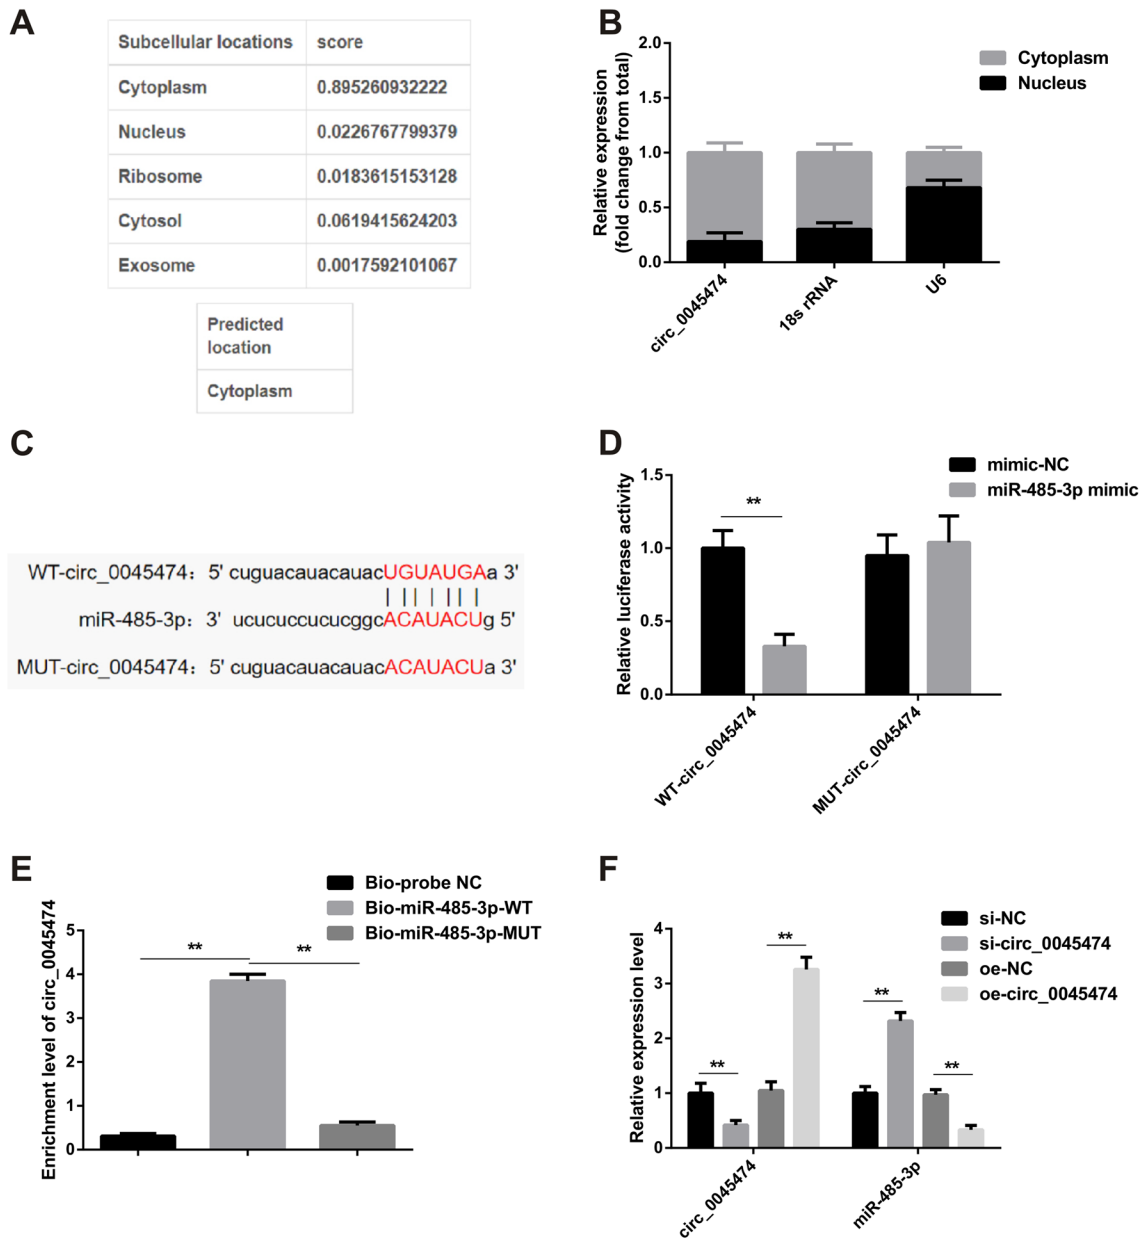 A
Subcellular locations score
Cytoplasm 0.895260932222
Nucleus 0.0226767799379
Ribosome 0.0183615153128
Cytosol 0.0619415624203
Exosome 0.0017592101067
Predicted
location
Cytoplasm
B
Relative expression
(fold change from total)
2.0
1.5
1.0
0.5
0.0
Cytoplasm
Nucleus
circ_0045474
18s rRNA
U6
C
WT-circ_0045474: 5' cuguacauacauacUGUAUGAa 3'
miR-485-3p: 3' ucucuccucucggcACAUACUg 5'
MUT-circ_0045474: 5' cuguacauacauacACAUACUa 3'
D
Relative luciferase activity
1.5
1.0
0.5
0.0
mimic-NC
miR-485-3p mimic
**
WT-circ_0045474
MUT-circ_0045474
E
Enrichment level of circ_0045474
5
4
3
2
1
0
Bio-probe NC
Bio-miR-485-3p-WT
Bio-miR-485-3p-MUT
**
**
F
Relative expression level
4
3
2
1
0
si-NC
si-circ_0045474
oe-NC
oe-circ_0045474
**
**
**
**
circ_0045474
miR-485-3p